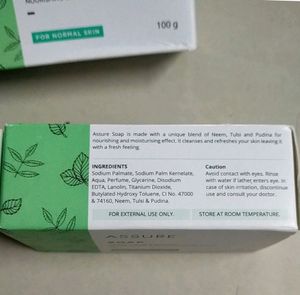 100 g
FOR NORMAL SKIN
Assure Soap is made with a unique blend of Neem, Tulsi and Pudina for
nourishing and moisturising effect. It cleanses and refreshes your skin leaving it
with a fresh feeling.
INGREDIENTS
Sodium Palmate, Sodium Palm Kernelate,
Aqua, Perfume, Glycerine, Disodium
EDTA, Lanolin, Titanium Dioxide,
Butylated Hydroxy Toluene, CI No. 47000
& 74160, Neem, Tulsi & Pudina.
Caution
Avoid contact with eyes. Rinse
with water if lather enters eye. In
case of skin irritation, discontinue
use and consult your doctor.
FOR EXTERNAL USE ONLY.
STORE AT ROOM TEMPERATURE.
ASSURE
SOAP